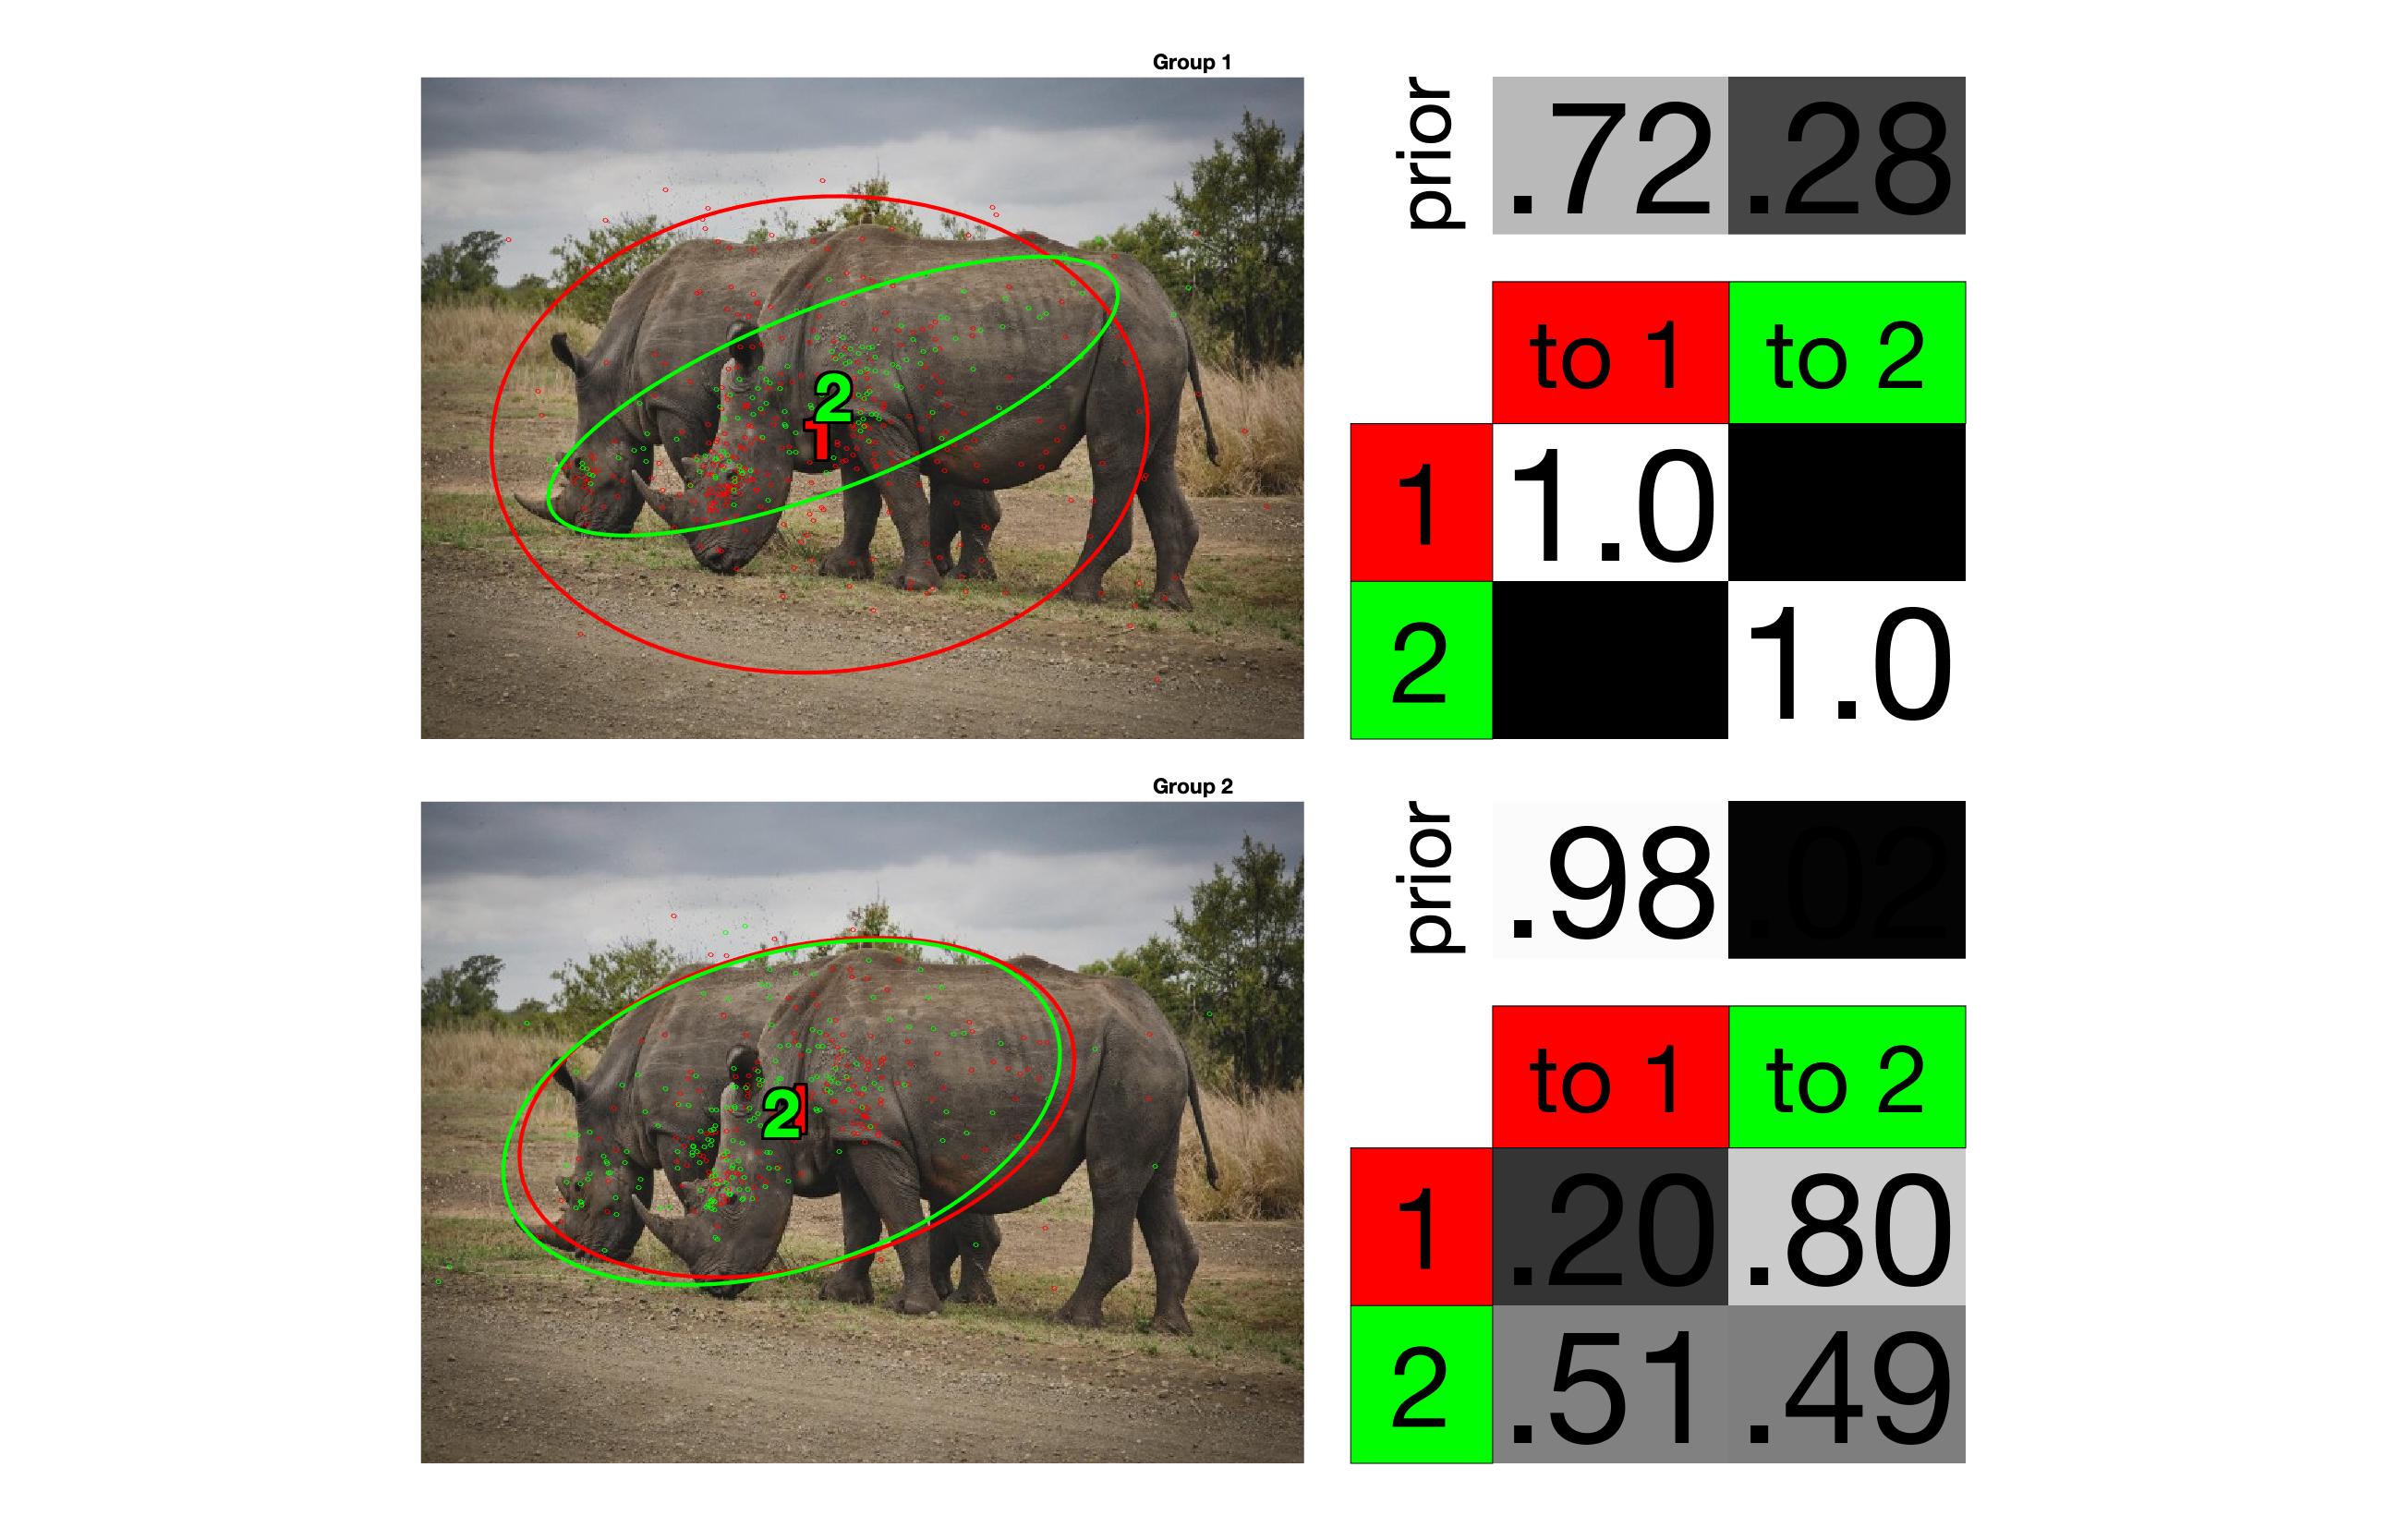 Group 1
2
1
prior
.72 .28
to 1 to 2
1 1.0
2 1.0
Group 2
2
1
prior
.98 .02
to 1 to 2
1 .20 .80
2 .51 .49